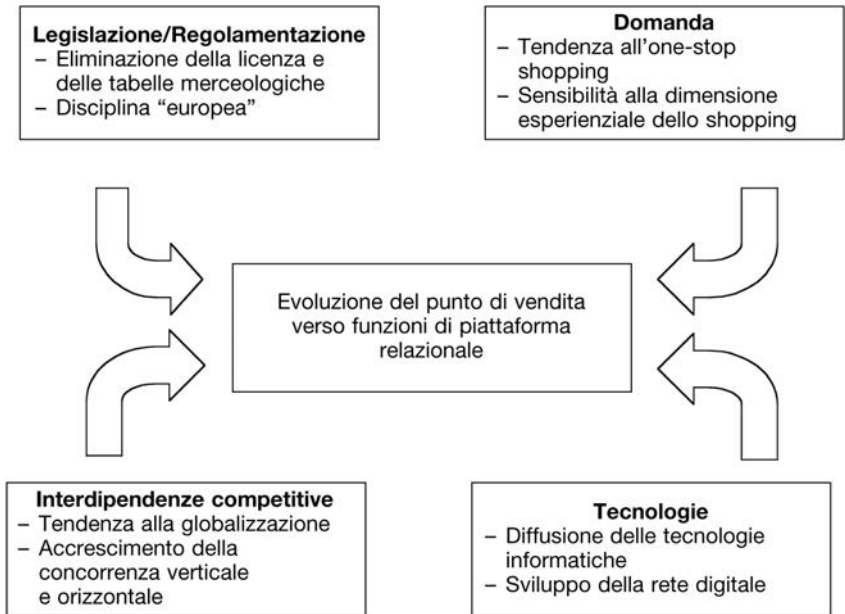 Legislazione/Regolamentazione
– Eliminazione della licenza e
delle tabelle merceologiche
– Disciplina "europea"
Domanda
– Tendenza all'one-stop
shopping
– Sensibilità alla dimensione
esperienziale dello shopping
Evoluzione del punto di vendita
verso funzioni di piattaforma
relazionale
Interdipendenze competitive
– Tendenza alla globalizzazione
– Accrescimento della
concorrenza verticale
e orizzontale
Tecnologie
– Diffusione delle tecnologie
informatiche
– Sviluppo della rete digitale